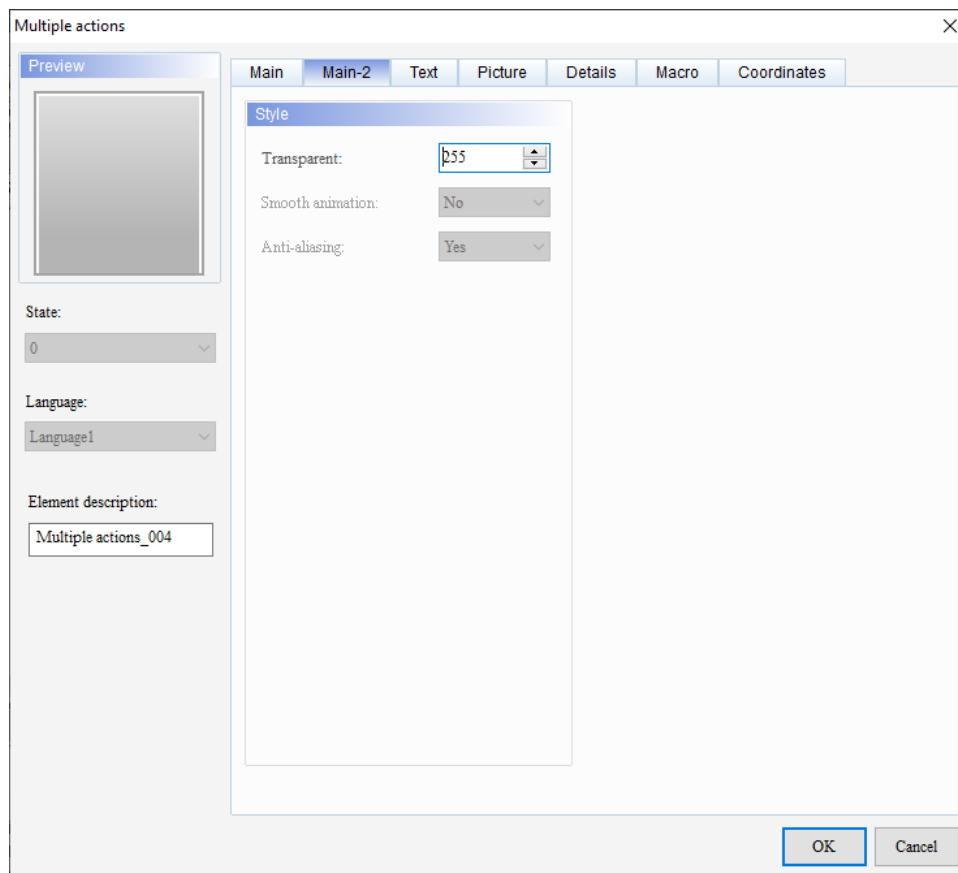 Multiple actions
Preview
Main Main-2 Text Picture Details Macro Coordinates
Style
Transparent: 255
Smooth animation: No
Anti-aliasing: Yes
State:
0
Language:
Language1
Element description:
Multiple actions_004
OK Cancel